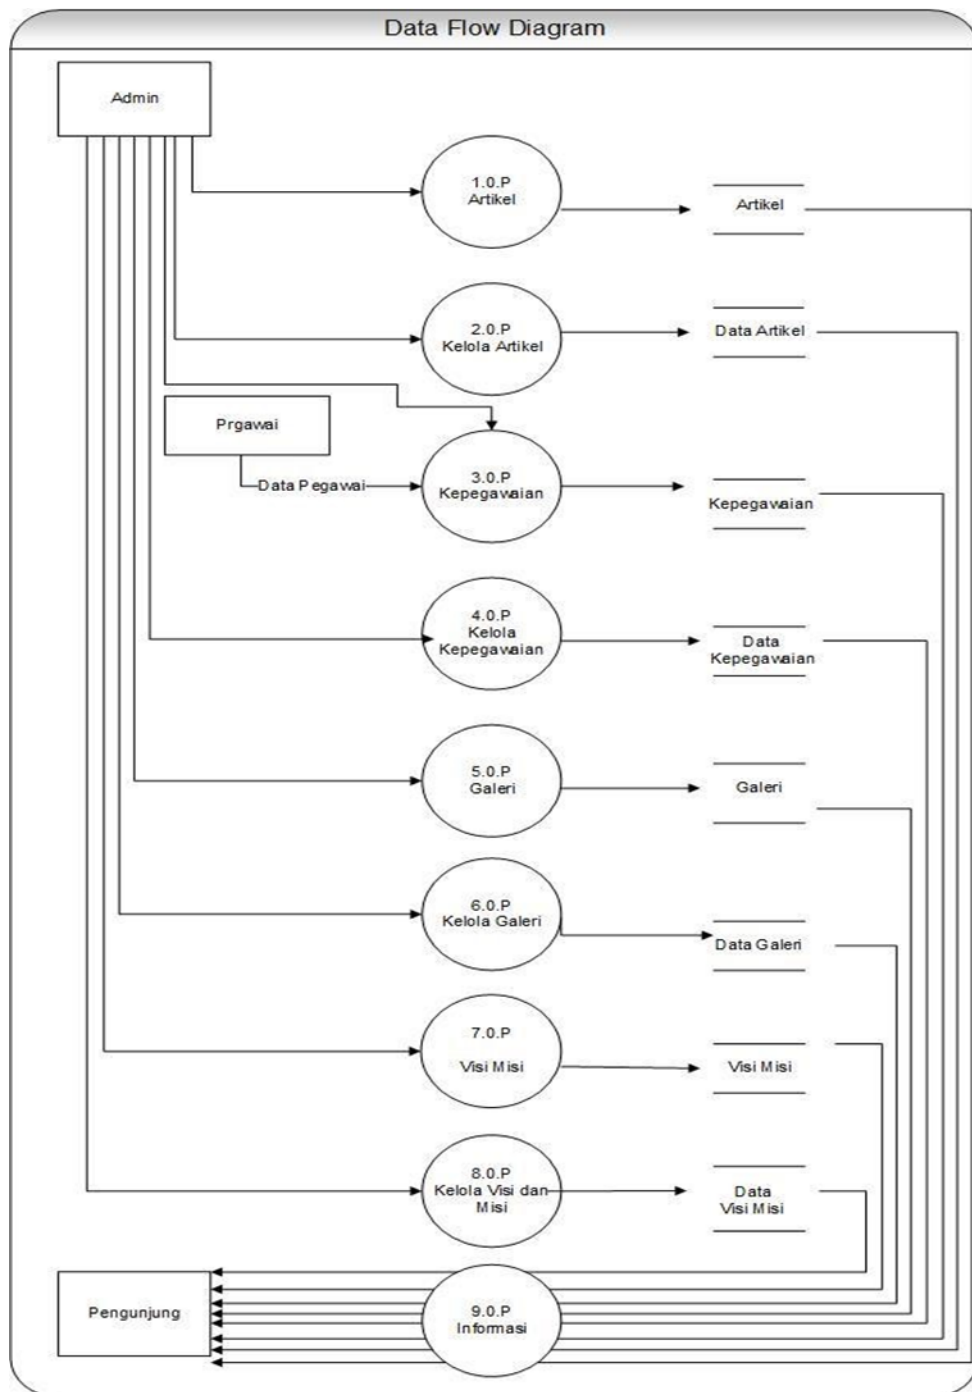 Data Flow Diagram
Admin
1.0.P
Artikel
Artikel
2.0.P
Kelola Artikel
Data Artikel
Prgawai
Data Pegawai
3.0.P
Kepegawaian
Kepegawaian
4.0.P
Kelola
Kepegawaian
Data
Kepegawaian
5.0.P
Galeri
Galeri
6.0.P
Kelola Galeri
Data Galeri
7.0.P
Visi Misi
Visi Misi
8.0.P
Kelola Visi dan
Misi
Data
Visi Misi
Pengunjung
9.0.P
Informasi